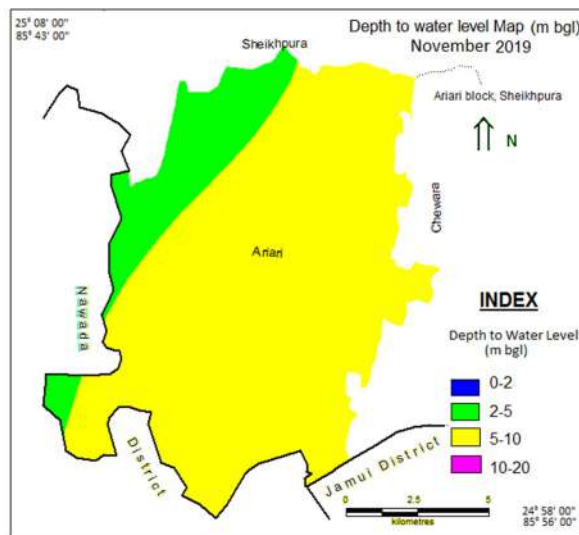 25° 08' 00"
85° 43' 00"
Depth to water level Map (m bgl)
November 2019
Sheikhpura
Ariari block, Sheikhpura
N
Chewara
Ariari
Nawada
INDEX
Depth to Water Level
(m bgl)
0-2
2-5
5-10
10-20
District
Jamui District
0 2.5 5
kilometres
24° 58' 00"
85° 56' 00"